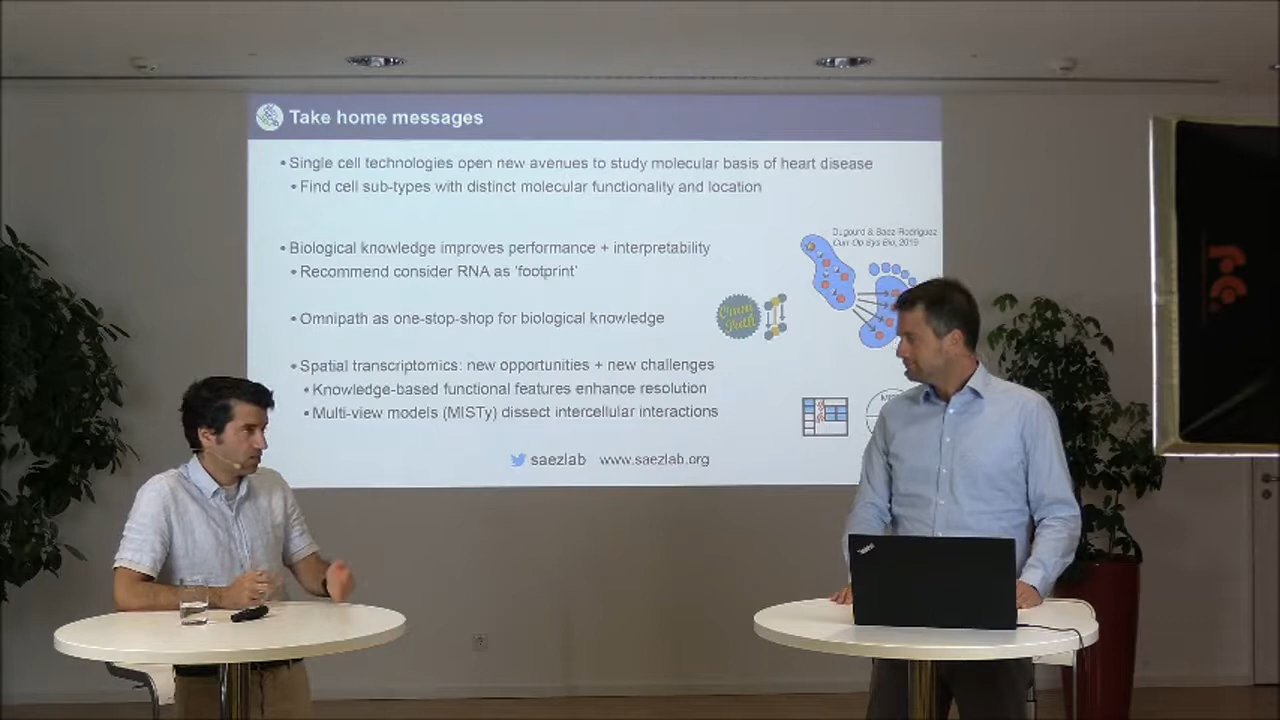 Take home messages
• Single cell technologies open new avenues to study molecular basis of heart disease
• Find cell sub-types with distinct molecular functionality and location
Dugourd & Saez-Rodriguez
Curr Op Sys Bio, 2019
• Biological knowledge improves performance + interpretability
• Recommend consider RNA as 'footprint'
• Omnipath as one-stop-shop for biological knowledge
Omni
Path
• Spatial transcriptomics: new opportunities + new challenges
• Knowledge-based functional features enhance resolution
• Multi-view models (MISTy) dissect intercellular interactions
saezlab www.saezlab.org
ThinkPad